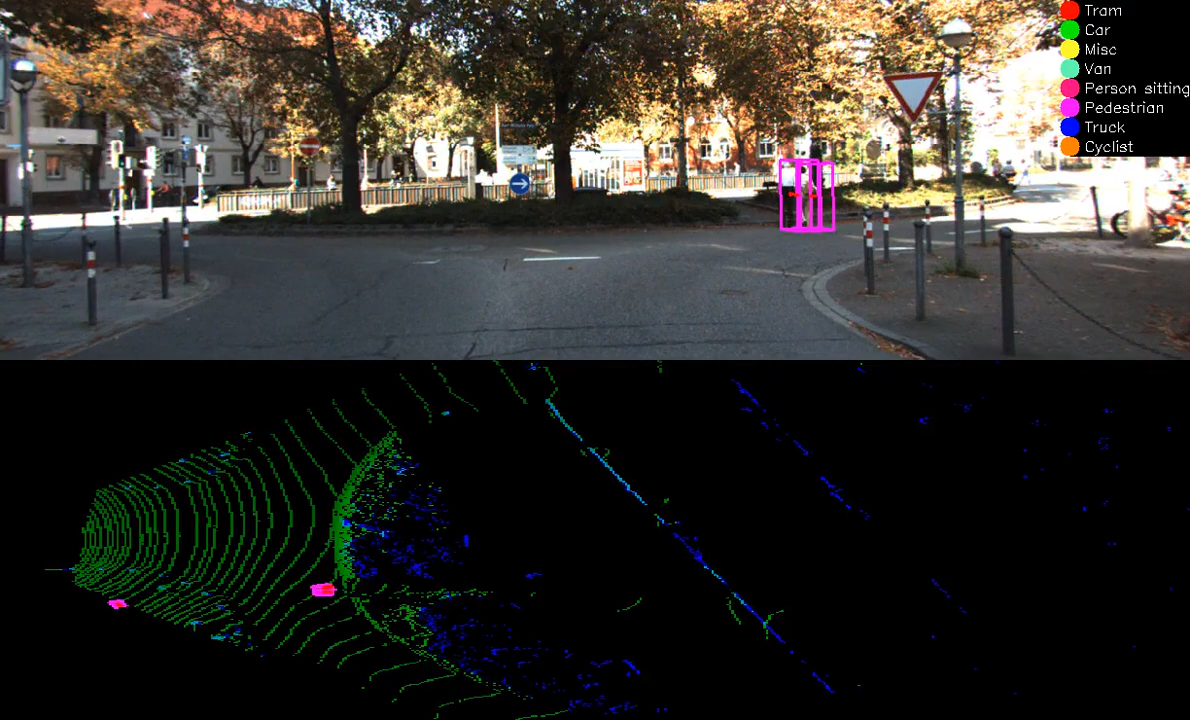 Tram
Car
Misc
Van
Person sitting
Pedestrian
Truck
Cyclist